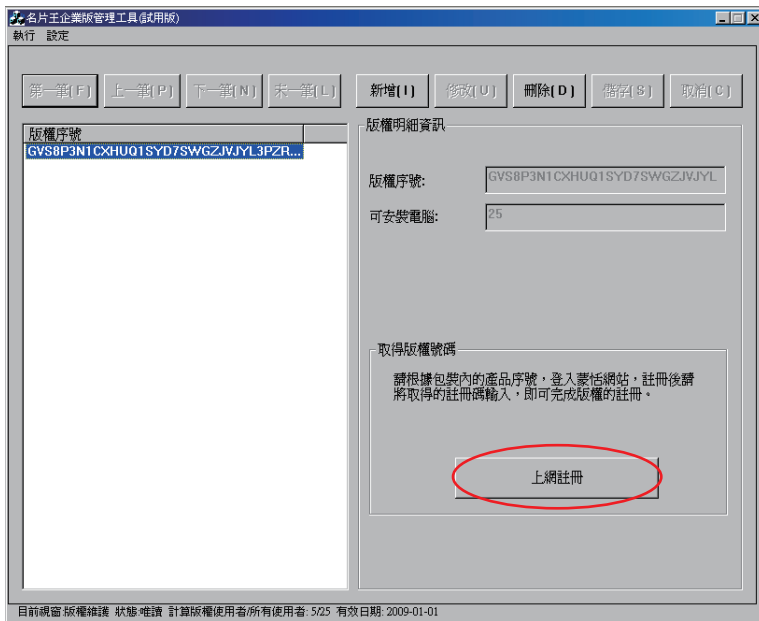 名片王企業版管理工具(試用版)
執行 設定
第一筆(F) 上一筆(P) 下一筆(N) 末一筆(L) 新增(I) 修改(U) 刪除(D) 儲存(S) 取消(C)
版權序號
GVS8P3N1CXHUQ1SYD7SWGZJVJYL3PZR...
版權明細資訊
版權序號: GVS8P3N1CXHUQ1SYD7SWGZJVJYL
可安裝電腦: 25
取得版權號碼
請根據包裝內的產品序號,登入蒙恬網站,註冊後請
將取得的註冊碼輸入,即可完成版權的註冊。
上網註冊
目前視窗:版權維護 狀態:唯讀 計算版權使用者/所有使用者: 5/25 有效日期: 2009-01-01